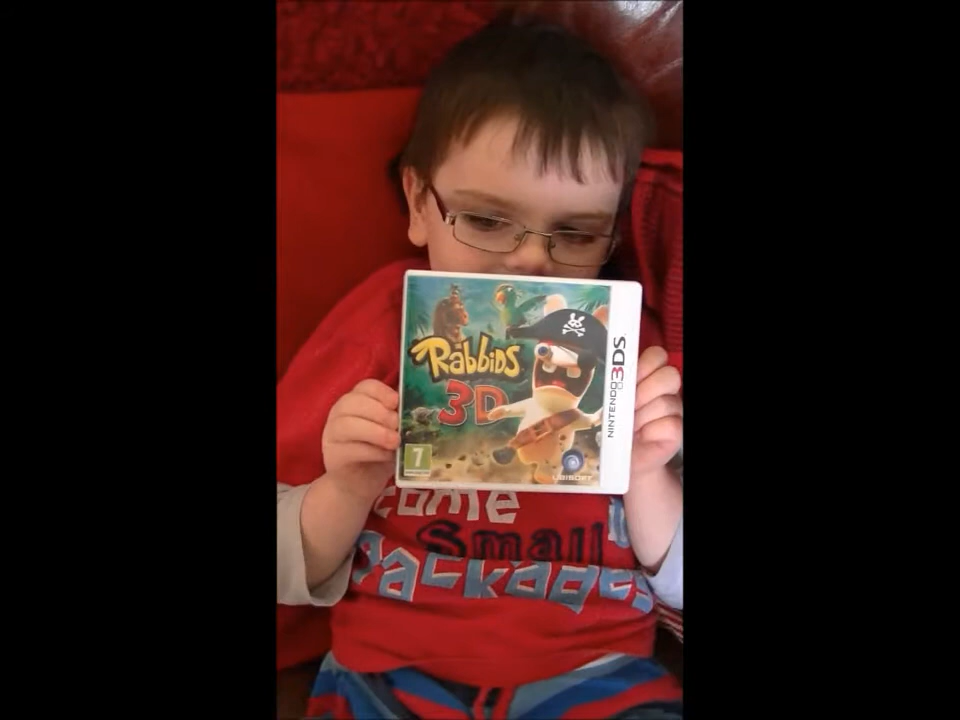 Rabbids
3D
NINTENDO 3DS
7
UBISOFT
come
Small
Packages